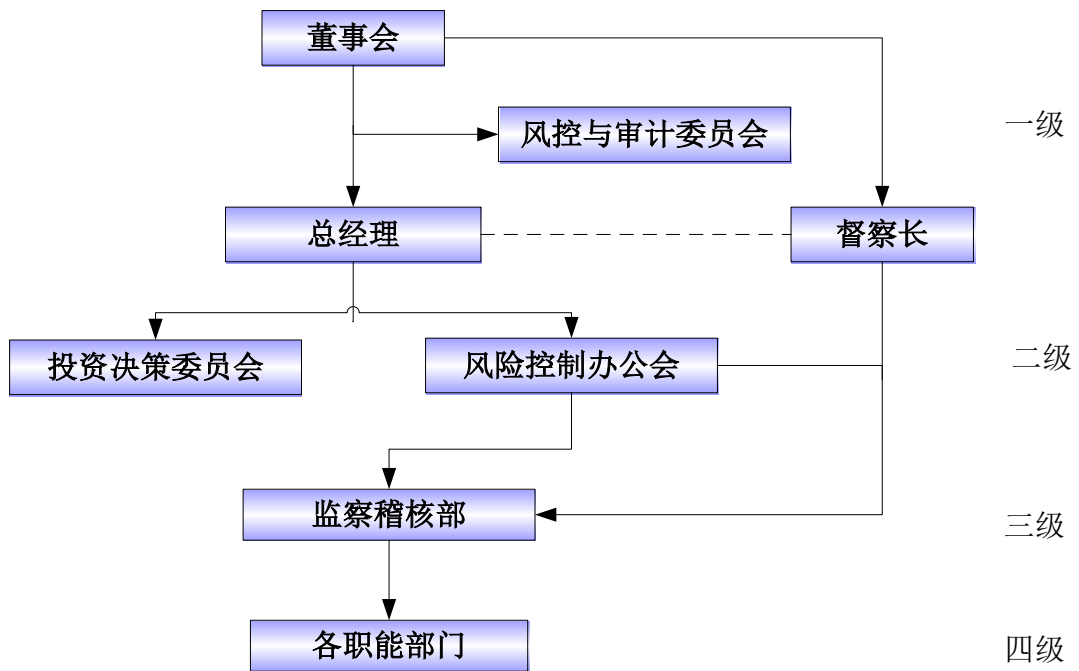 董事会
风控与审计委员会
一级
总经理
督察长
投资决策委员会
风险控制办公会
二级
监察稽核部
三级
各职能部门
四级